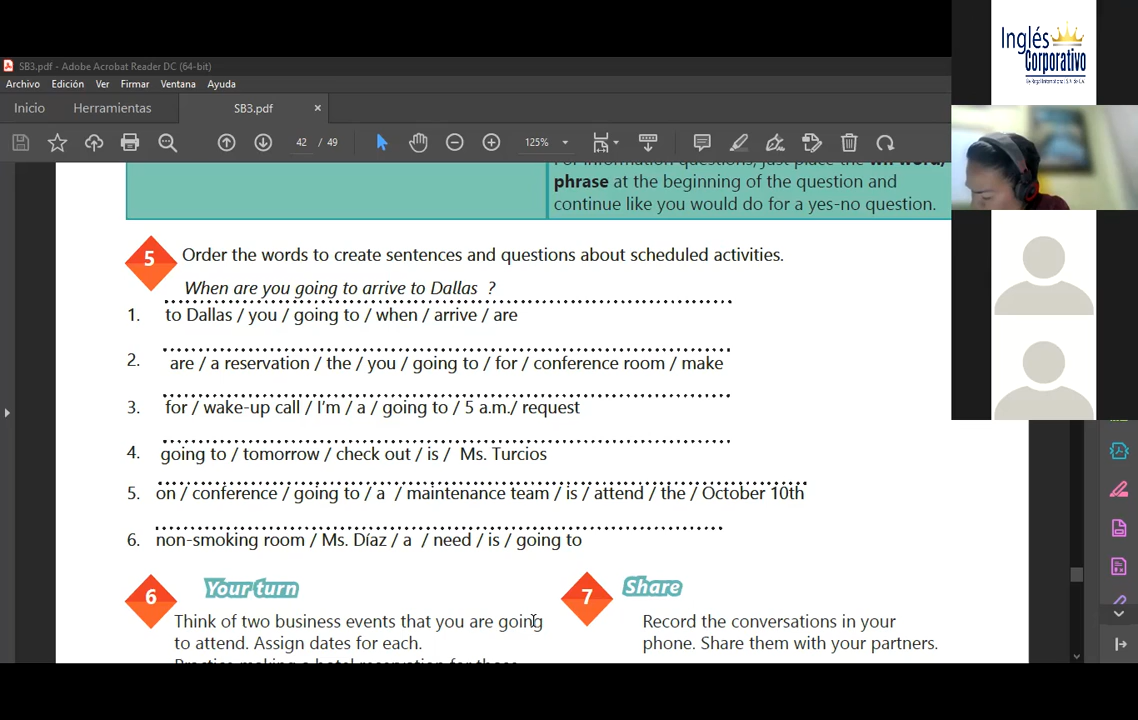 SB3.pdf - Adobe Acrobat Reader DC (64-bit)
Archivo Edición Ver Firmar Ventana Ayuda
Inicio Herramientas SB3.pdf ×
42 / 49 125%
phrase at the beginning of the question and
continue like you would do for a yes-no question.
5 Order the words to create sentences and questions about scheduled activities.
When are you going to arrive to Dallas ?
1. to Dallas / you / going to / when / arrive / are
2. are / a reservation / the / you / going to / for / conference room / make
3. for / wake-up call / I'm / a / going to / 5 a.m./ request
4. going to / tomorrow / check out / is / Ms. Turcios
5. on / conference / going to / a / maintenance team / is / attend / the / October 10th
6. non-smoking room / Ms. Díaz / a / need / is / going to
6 Your turn
Think of two business events that you are going
to attend. Assign dates for each.
7 Share
Record the conversations in your
phone. Share them with your partners.
Inglés
Corporativo